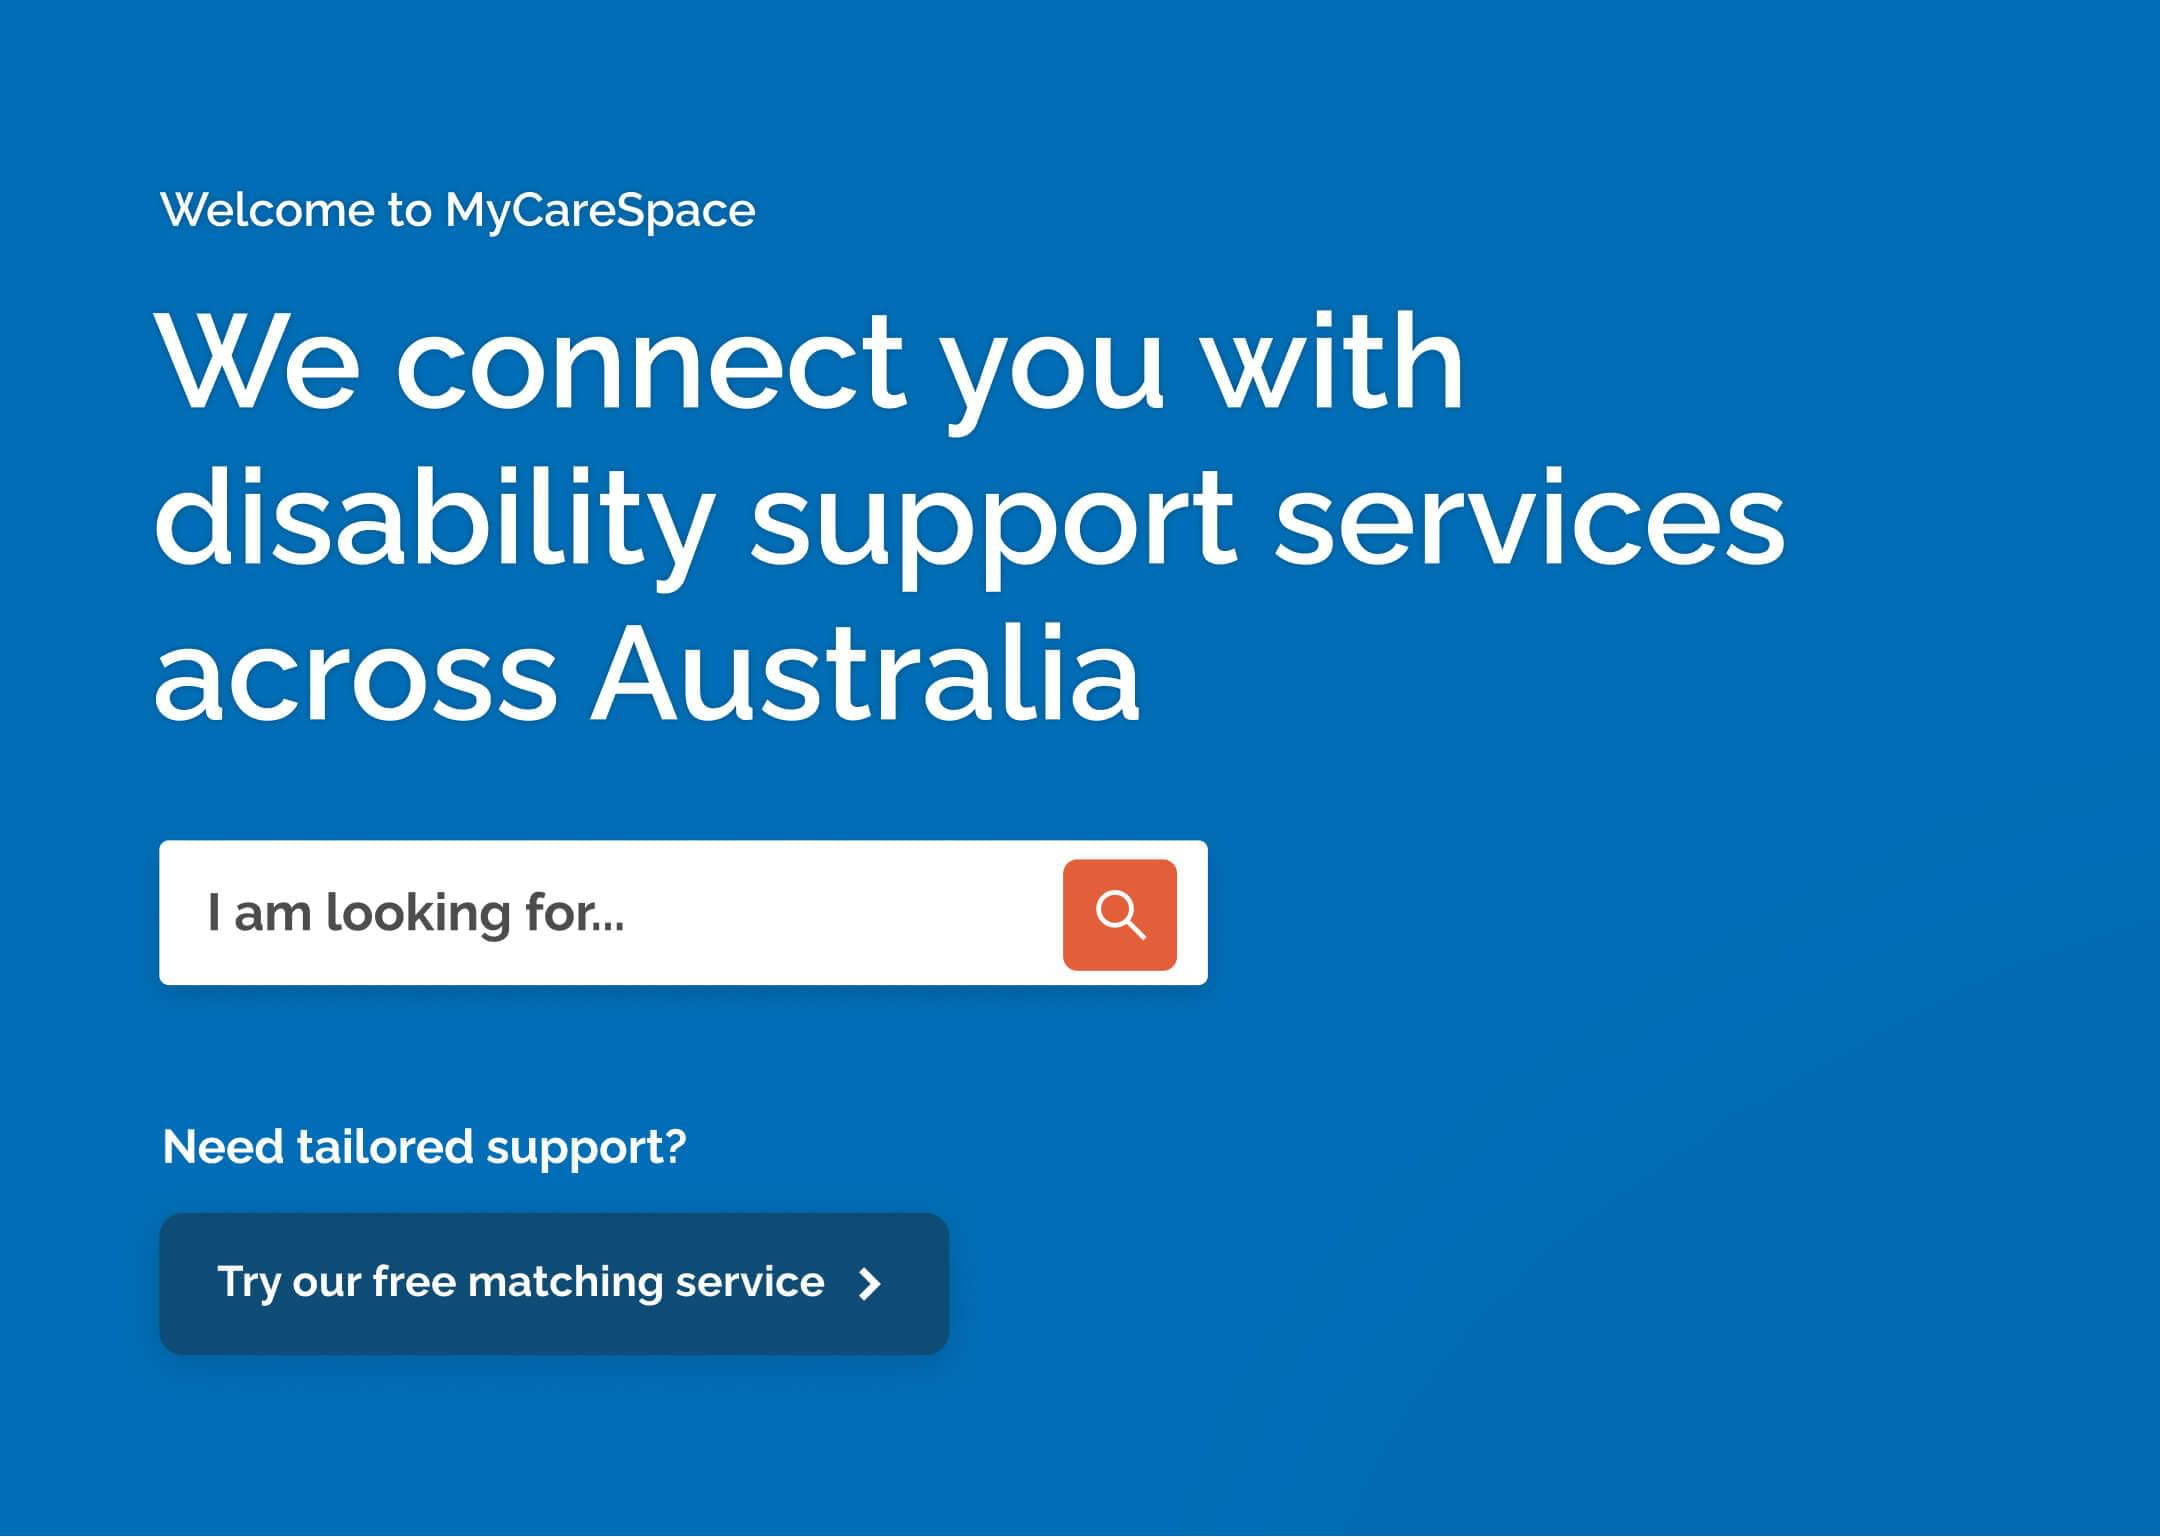 Welcome to MyCareSpace
We connect you with
disability support services
across Australia
I am looking for...
Need tailored support?
Try our free matching service